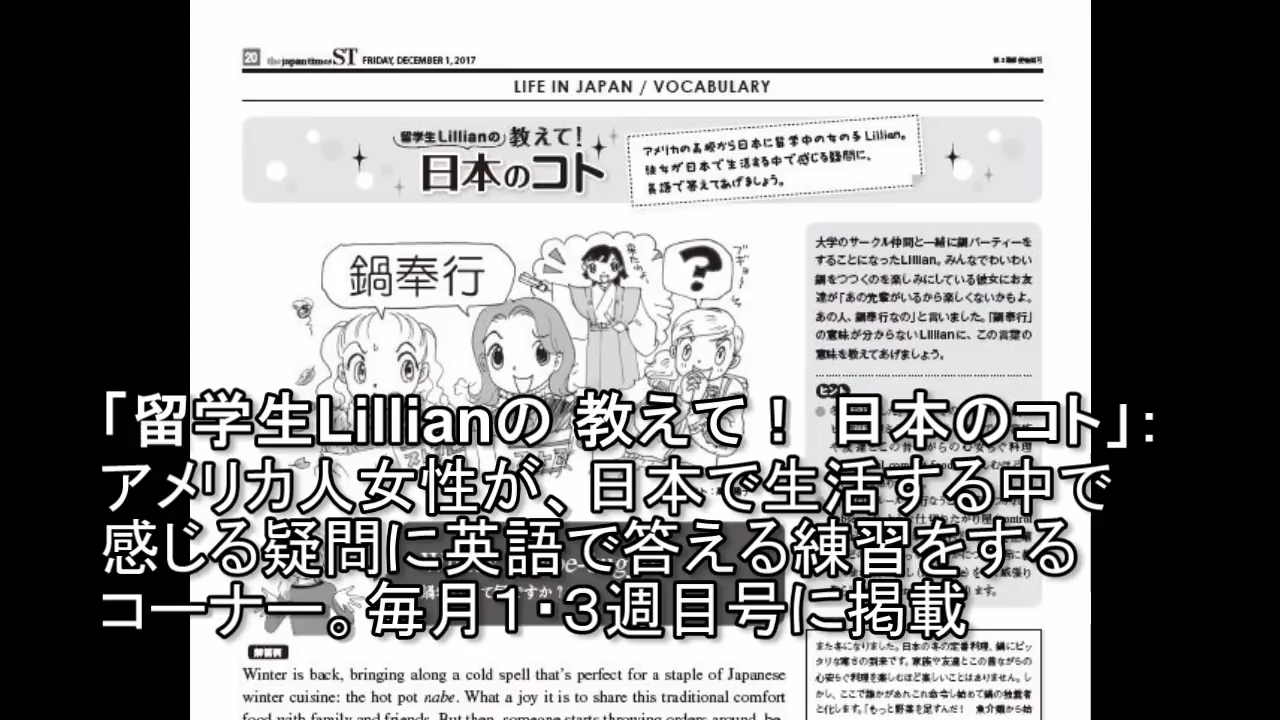 20 the japan times ST FRIDAY, DECEMBER 1, 2017
LIFE IN JAPAN / VOCABULARY
留学生Lillianの 教えて!
日本のコト
アメリカの高校から日本に留学中の女の子Lillian。
彼女が日本で生活する中で感じる疑問に、
英語で答えてあげましょう。
鍋奉行
?
大学のサークル仲間と一緒に鍋パーティーを
することになったLillian。みんなでわいわい
鍋をつつくのを楽しみにしている彼女にお友
達が「あの先輩がいるから楽しくないかもよ。
あの人、鍋奉行なの」と言いました。「鍋奉行」
の意味が分からないLillianに、この言葉の
意味を教えてあげましょう。
ヒント
「留学生Lillianの 教えて! 日本のコト」:
アメリカ人女性が、日本で生活する中で
感じる疑問に英語で答える練習をする
コーナー。毎月1・3週目号に掲載
解答例
Winter is back, bringing along a cold spell that's perfect for a staple of Japanese
winter cuisine: the hot pot nabe. What a joy it is to share this traditional comfort
food with family and friends. But then, someone starts throwing orders around, be-
また冬になりました。日本の冬の定番料理、鍋にピッ
タリな寒さの到来です。家族や友達とこの昔ながらの
心安らぐ料理を楽しむほど楽しいことはありません。し
かし、ここで誰かがあれこれ命令し始めて鍋の独裁者
と化します。「もっと野菜を足すんだ! 魚介類から始